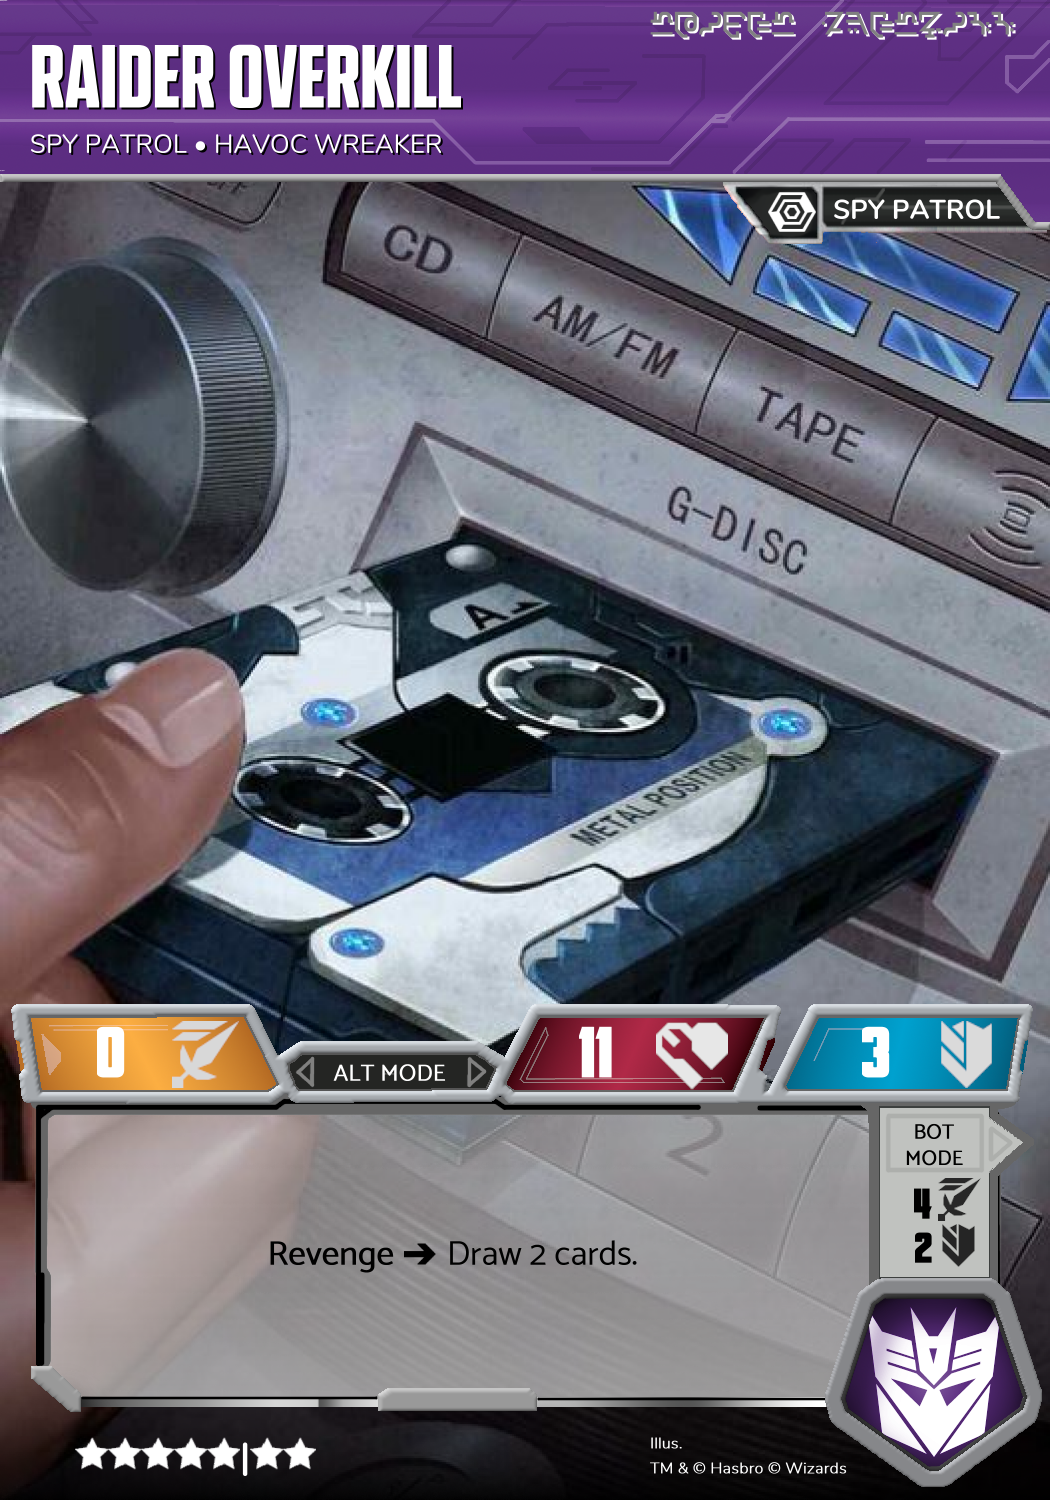 RAIDER OVERKILL
SPY PATROL • HAVOC WREAKER
SPY PATROL
CD
AM/FM
TAPE
G-DISC
A
METAL POSITION
0
11
3
ALT MODE
2
BOT
MODE
4
2
Revenge ➔ Draw 2 cards.
Illus.
TM & © Hasbro © Wizards